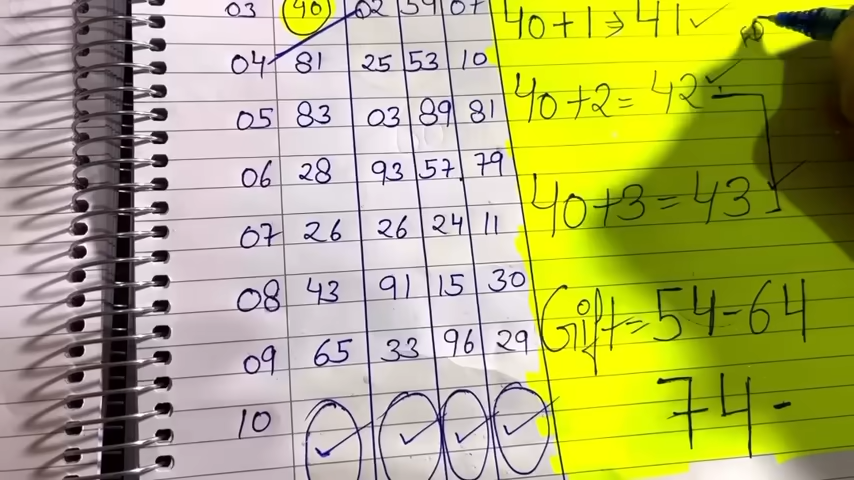 03 40 02 59 07
04 81 25 53 10
05 83 03 89 81
06 28 93 57 79
07 26 26 24 11
08 43 91 15 30
09 65 33 96 29
10
40+1⇒41✓
40+2=42✓
40+3=43
Gift=54-64
74-